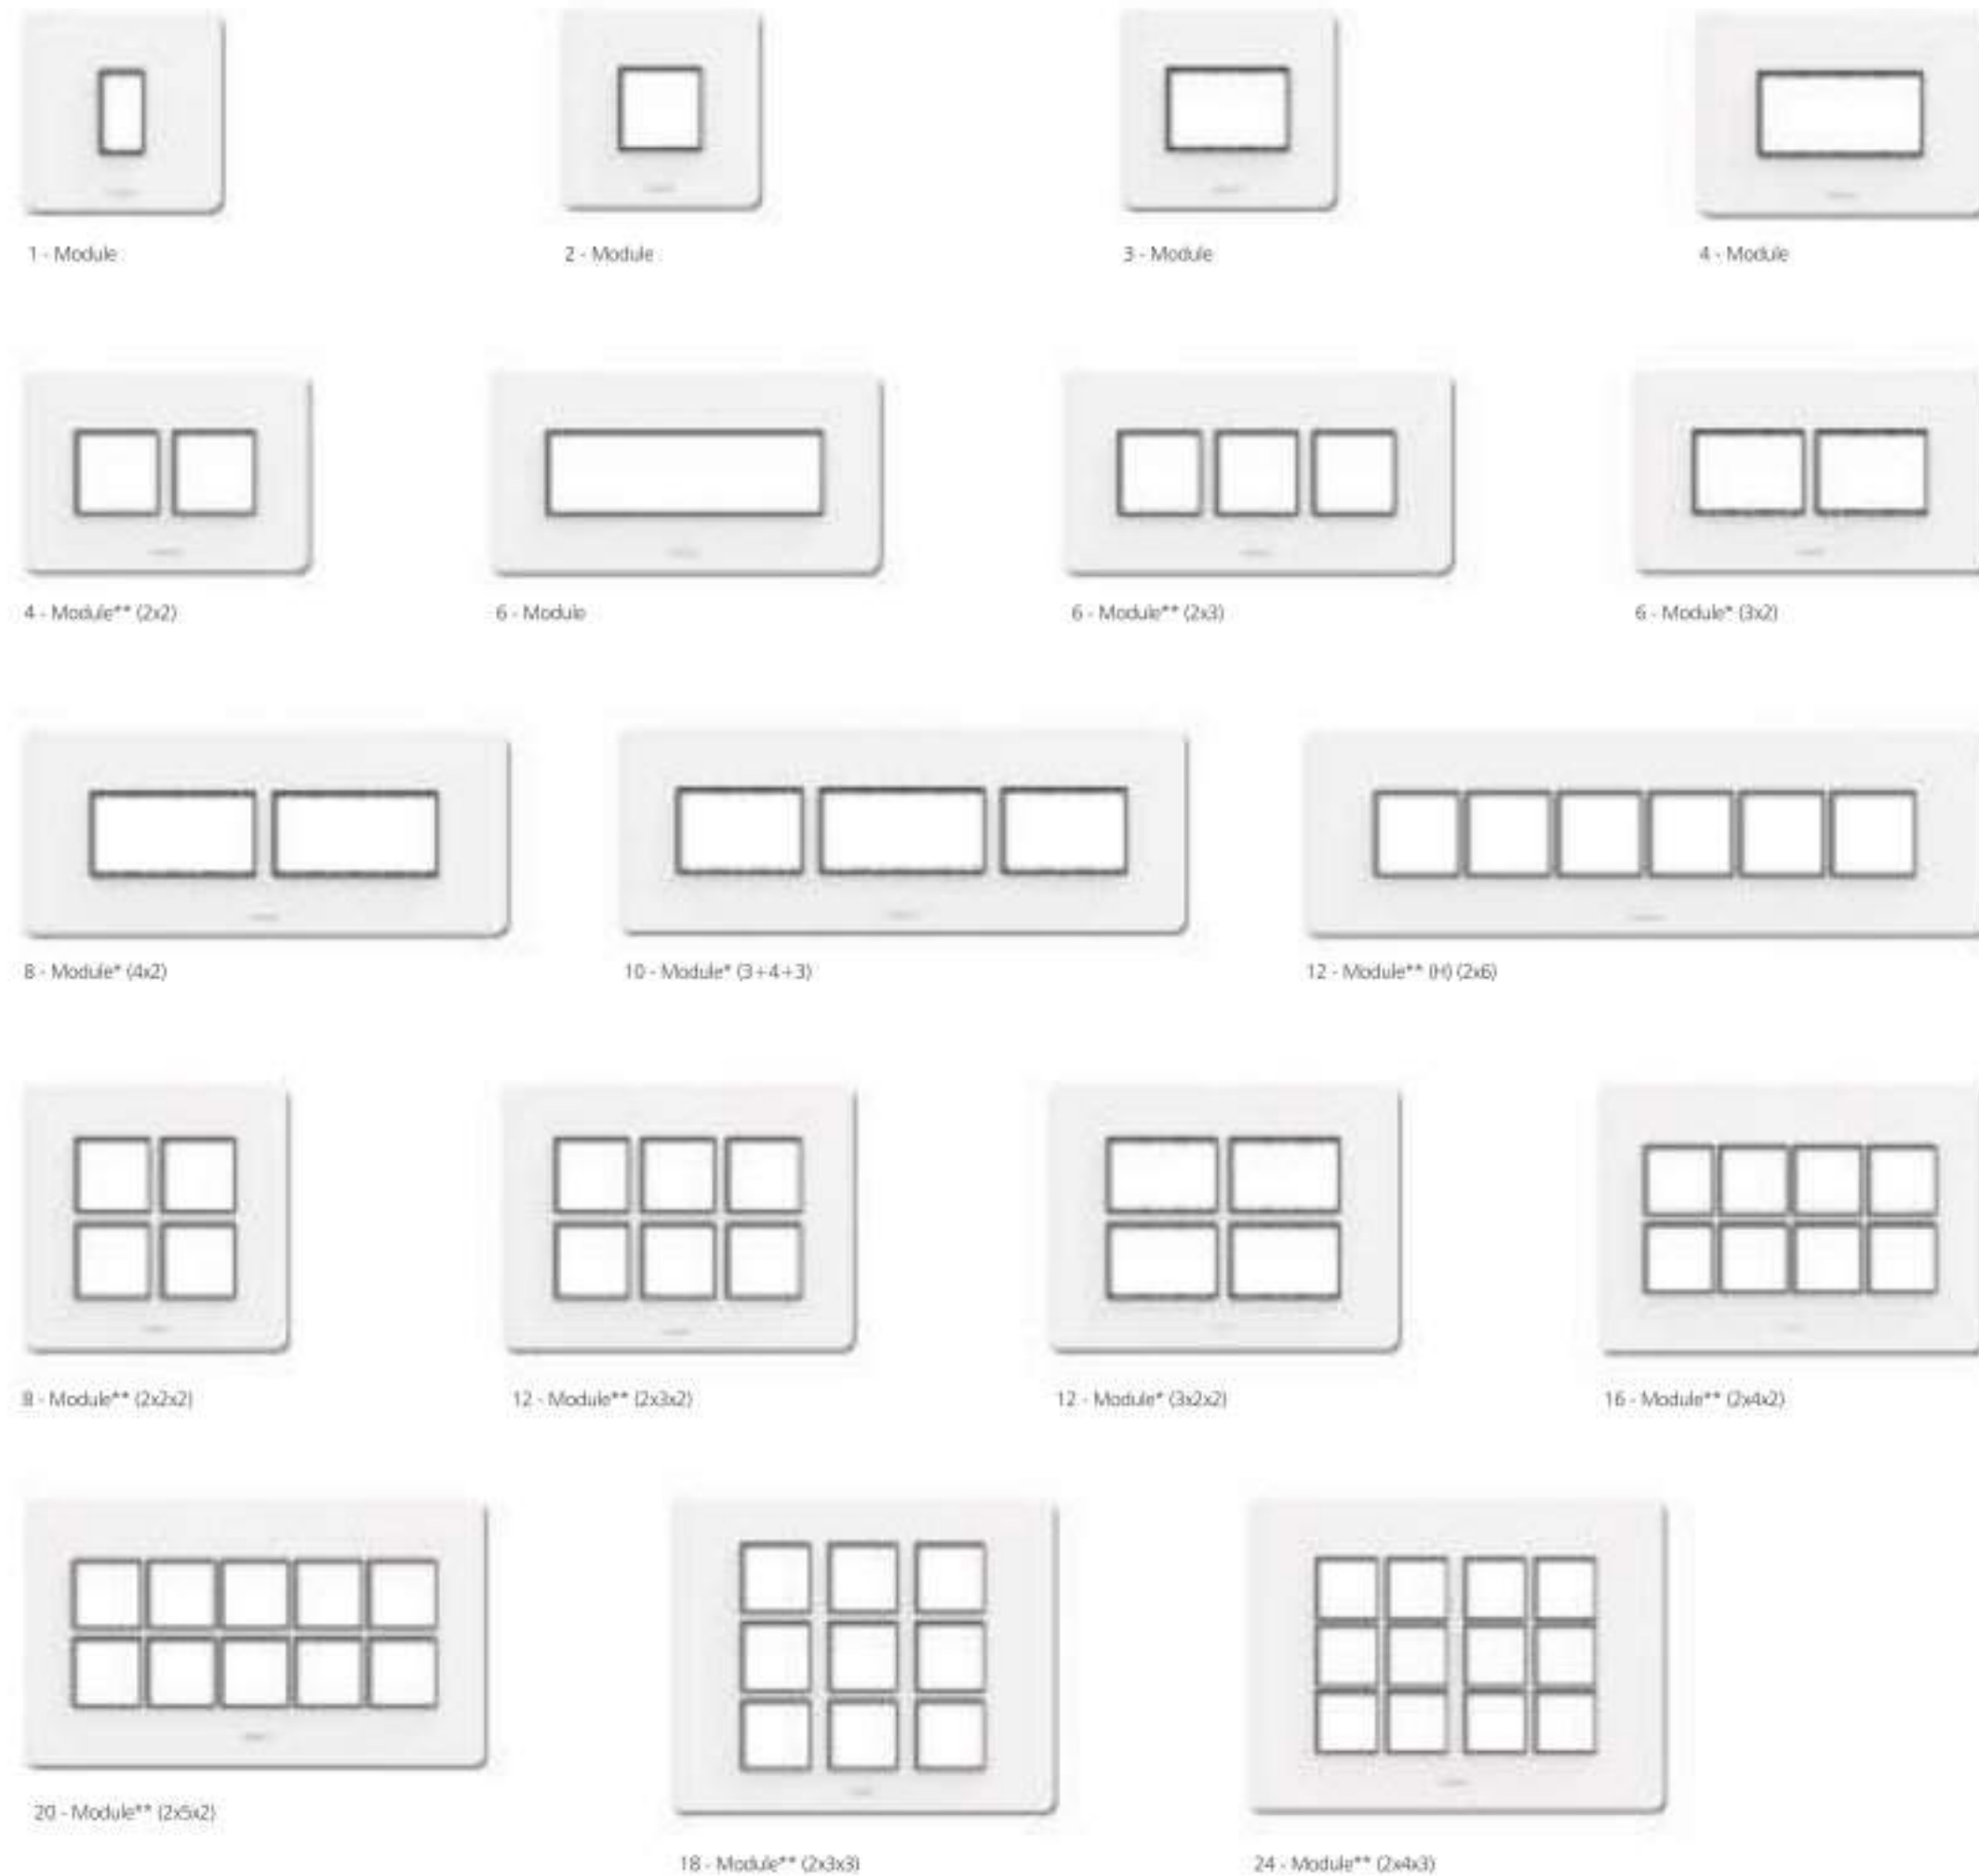 1 - Module
2 - Module
3 - Module
4 - Module
4 - Module** (2x2)
6 - Module
6 - Module** (2x3)
6 - Module* (3x2)
8 - Module* (4x2)
10 - Module* (3+4+3)
12 - Module** (H) (2x6)
8 - Module** (2x2x2)
12 - Module** (2x3x2)
12 - Module* (3x2x2)
16 - Module** (2x4x2)
20 - Module** (2x5x2)
18 - Module** (2x3x3)
24 - Module** (2x4x3)